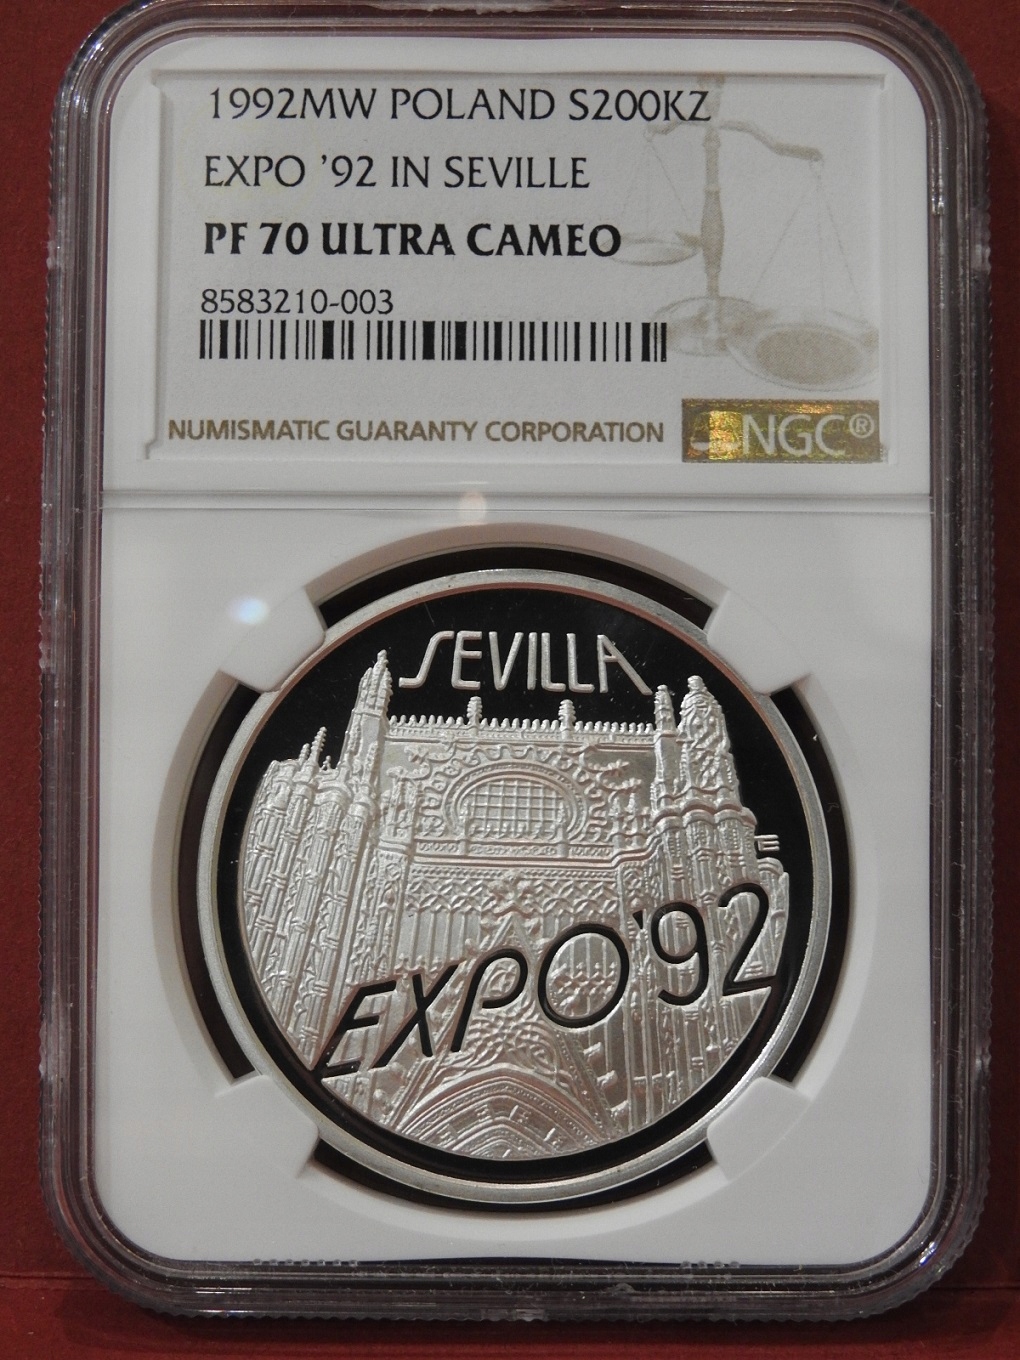 1992MW POLAND S200KZ
EXPO '92 IN SEVILLE
PF 70 ULTRA CAMEO
8583210-003
NUMISMATIC GUARANTY CORPORATION
NGC®
SEVILLA
EXPO '92